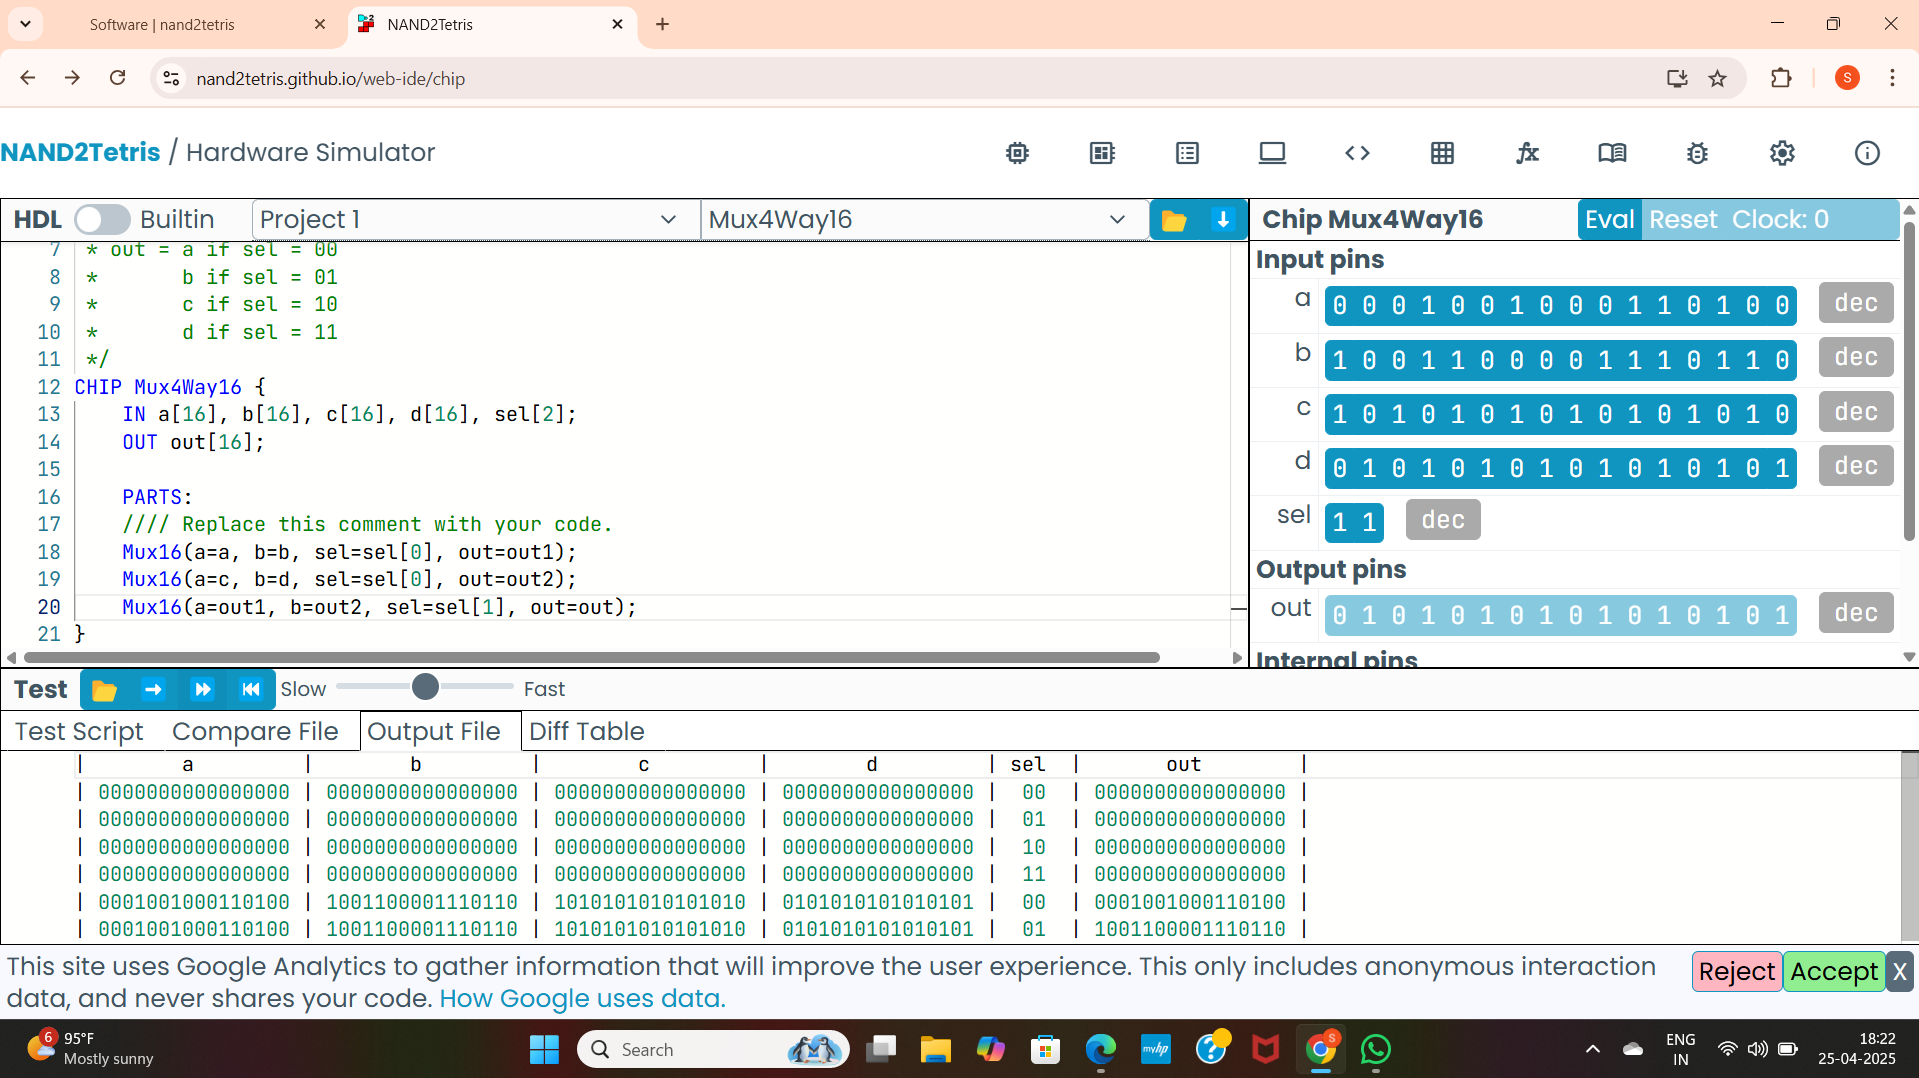 Software | nand2tetris
NAND2Tetris
nand2tetris.github.io/web-ide/chip
S
NAND2Tetris / Hardware Simulator
HDL Builtin Project 1 Mux4Way16
Chip Mux4Way16 Eval Reset Clock: 0
7 * out = a if sel = 00
8 * b if sel = 01
9 * c if sel = 10
10 * d if sel = 11
11 */
12 CHIP Mux4Way16 {
13 IN a[16], b[16], c[16], d[16], sel[2];
14 OUT out[16];
15
16 PARTS:
17 //// Replace this comment with your code.
18 Mux16(a=a, b=b, sel=sel[0], out=out1);
19 Mux16(a=c, b=d, sel=sel[0], out=out2);
20 Mux16(a=out1, b=out2, sel=sel[1], out=out);
21 }
Input pins
a 0 0 0 1 0 0 1 0 0 0 1 1 0 1 0 0 dec
b 1 0 0 1 1 0 0 0 0 1 1 1 0 1 1 0 dec
c 1 0 1 0 1 0 1 0 1 0 1 0 1 0 1 0 dec
d 0 1 0 1 0 1 0 1 0 1 0 1 0 1 0 1 dec
sel 1 1 dec
Output pins
out 0 1 0 1 0 1 0 1 0 1 0 1 0 1 0 1 dec
Internal pins
Test Slow Fast
Test Script Compare File Output File Diff Table
| a | b | c | d | sel | out |
| 0000000000000000 | 0000000000000000 | 0000000000000000 | 0000000000000000 | 00 | 0000000000000000 |
| 0000000000000000 | 0000000000000000 | 0000000000000000 | 0000000000000000 | 01 | 0000000000000000 |
| 0000000000000000 | 0000000000000000 | 0000000000000000 | 0000000000000000 | 10 | 0000000000000000 |
| 0000000000000000 | 0000000000000000 | 0000000000000000 | 0000000000000000 | 11 | 0000000000000000 |
| 0001001000110100 | 1001100001110110 | 1010101010101010 | 0101010101010101 | 00 | 0001001000110100 |
| 0001001000110100 | 1001100001110110 | 1010101010101010 | 0101010101010101 | 01 | 1001100001110110 |
This site uses Google Analytics to gather information that will improve the user experience. This only includes anonymous interaction
data, and never shares your code. How Google uses data.
Reject Accept X
6 95°F
Mostly sunny
Search
myhp
S
ENG
IN
18:22
25-04-2025